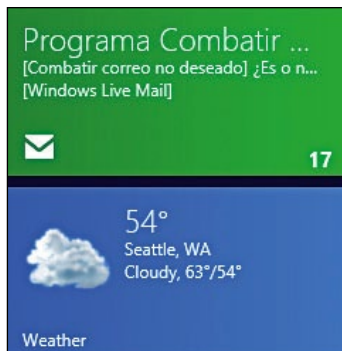 Programa Combatir ...
[Combatir correo no deseado] ¿Es o n...
[Windows Live Mail]
17
54°
Seattle, WA
Cloudy, 63°/54°
Weather